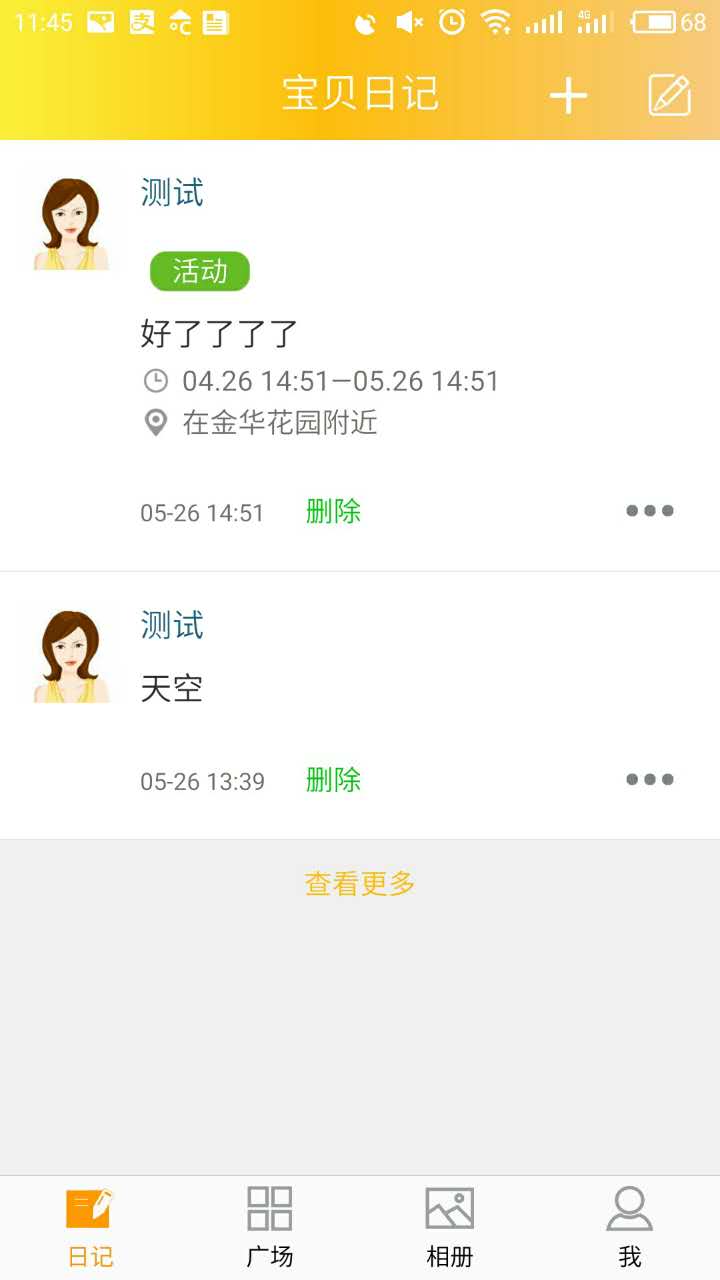 11:45
4G
68
宝贝日记
测试
活动
好了了了了
04.26 14:51—05.26 14:51
在金华花园附近
05-26 14:51 删除
测试
天空
05-26 13:39 删除
查看更多
日记 广场 相册 我